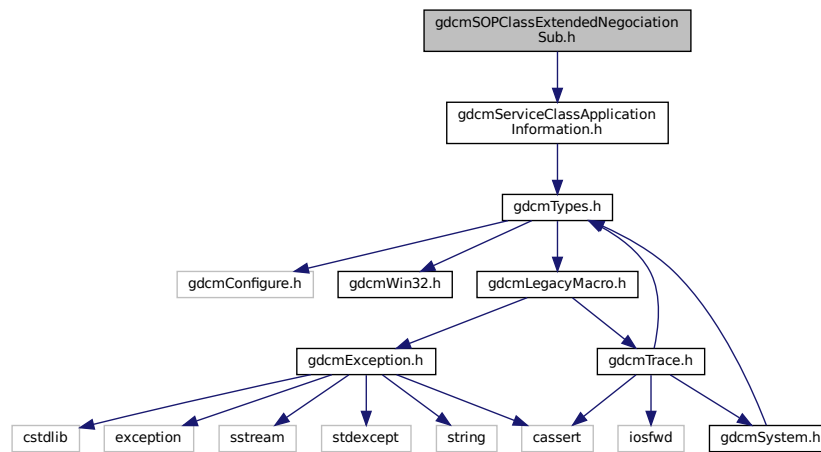 gdcmSOPClassExtendedNegociation
Sub.h
gdcmServiceClassApplication
Information.h
gdcmTypes.h
gdcmConfigure.h
gdcmWin32.h
gdcmLegacyMacro.h
gdcmException.h
gdcmTrace.h
cstdlib
exception
sstream
stdexcept
string
cassert
iosfwd
gdcmSystem.h